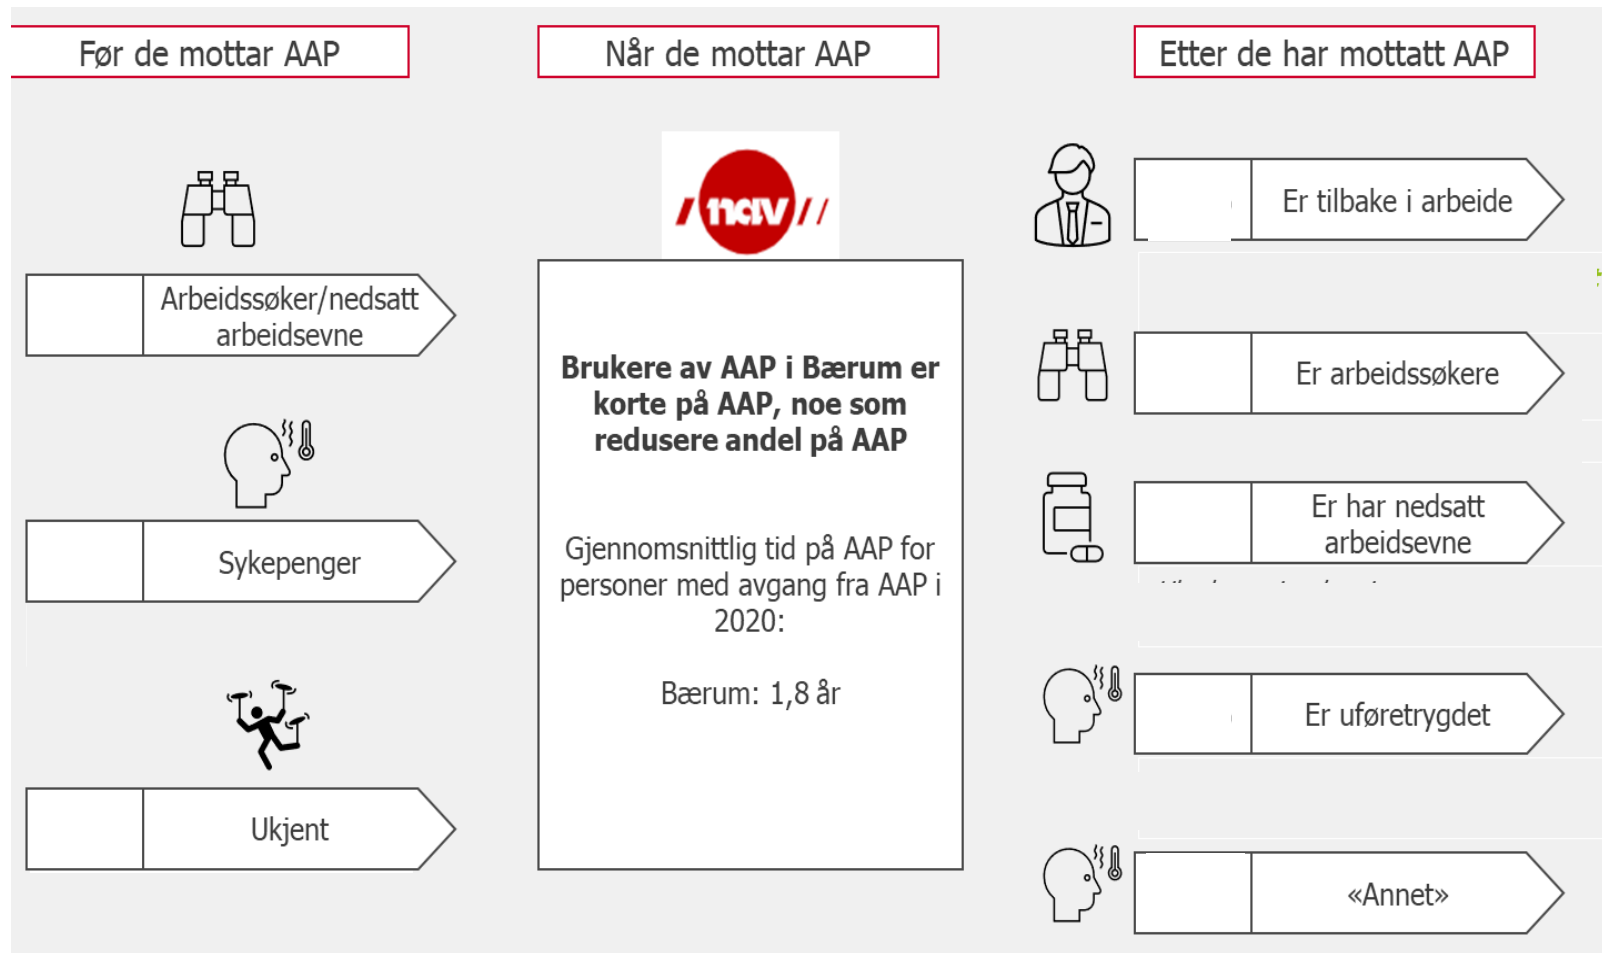 Før de mottar AAP
Når de mottar AAP
Etter de har mottatt AAP
Arbeidssøker/nedsatt
arbeidsevne
Sykepenger
Ukjent
nav
Brukere av AAP i Bærum er
korte på AAP, noe som
redusere andel på AAP
Gjennomsnittlig tid på AAP for
personer med avgang fra AAP i
2020:
Bærum: 1,8 år
Er tilbake i arbeide
Er arbeidssøkere
Er har nedsatt
arbeidsevne
Er uføretrygdet
«Annet»